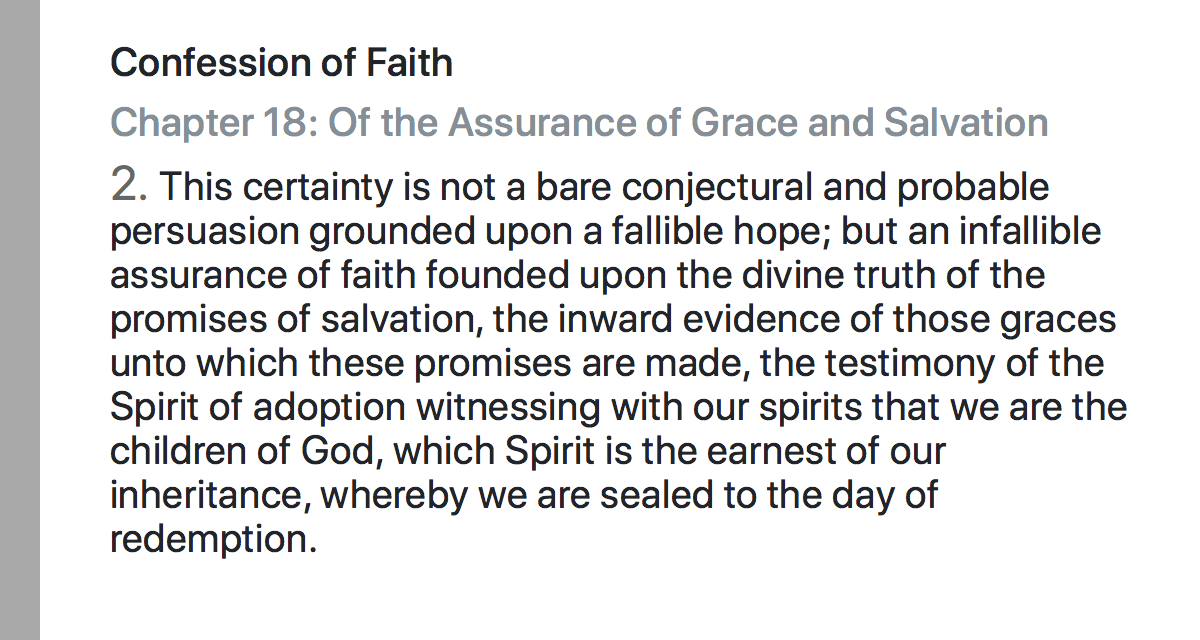 Confession of Faith
Chapter 18: Of the Assurance of Grace and Salvation
2. This certainty is not a bare conjectural and probable
persuasion grounded upon a fallible hope; but an infallible
assurance of faith founded upon the divine truth of the
promises of salvation, the inward evidence of those graces
unto which these promises are made, the testimony of the
Spirit of adoption witnessing with our spirits that we are the
children of God, which Spirit is the earnest of our
inheritance, whereby we are sealed to the day of
redemption.